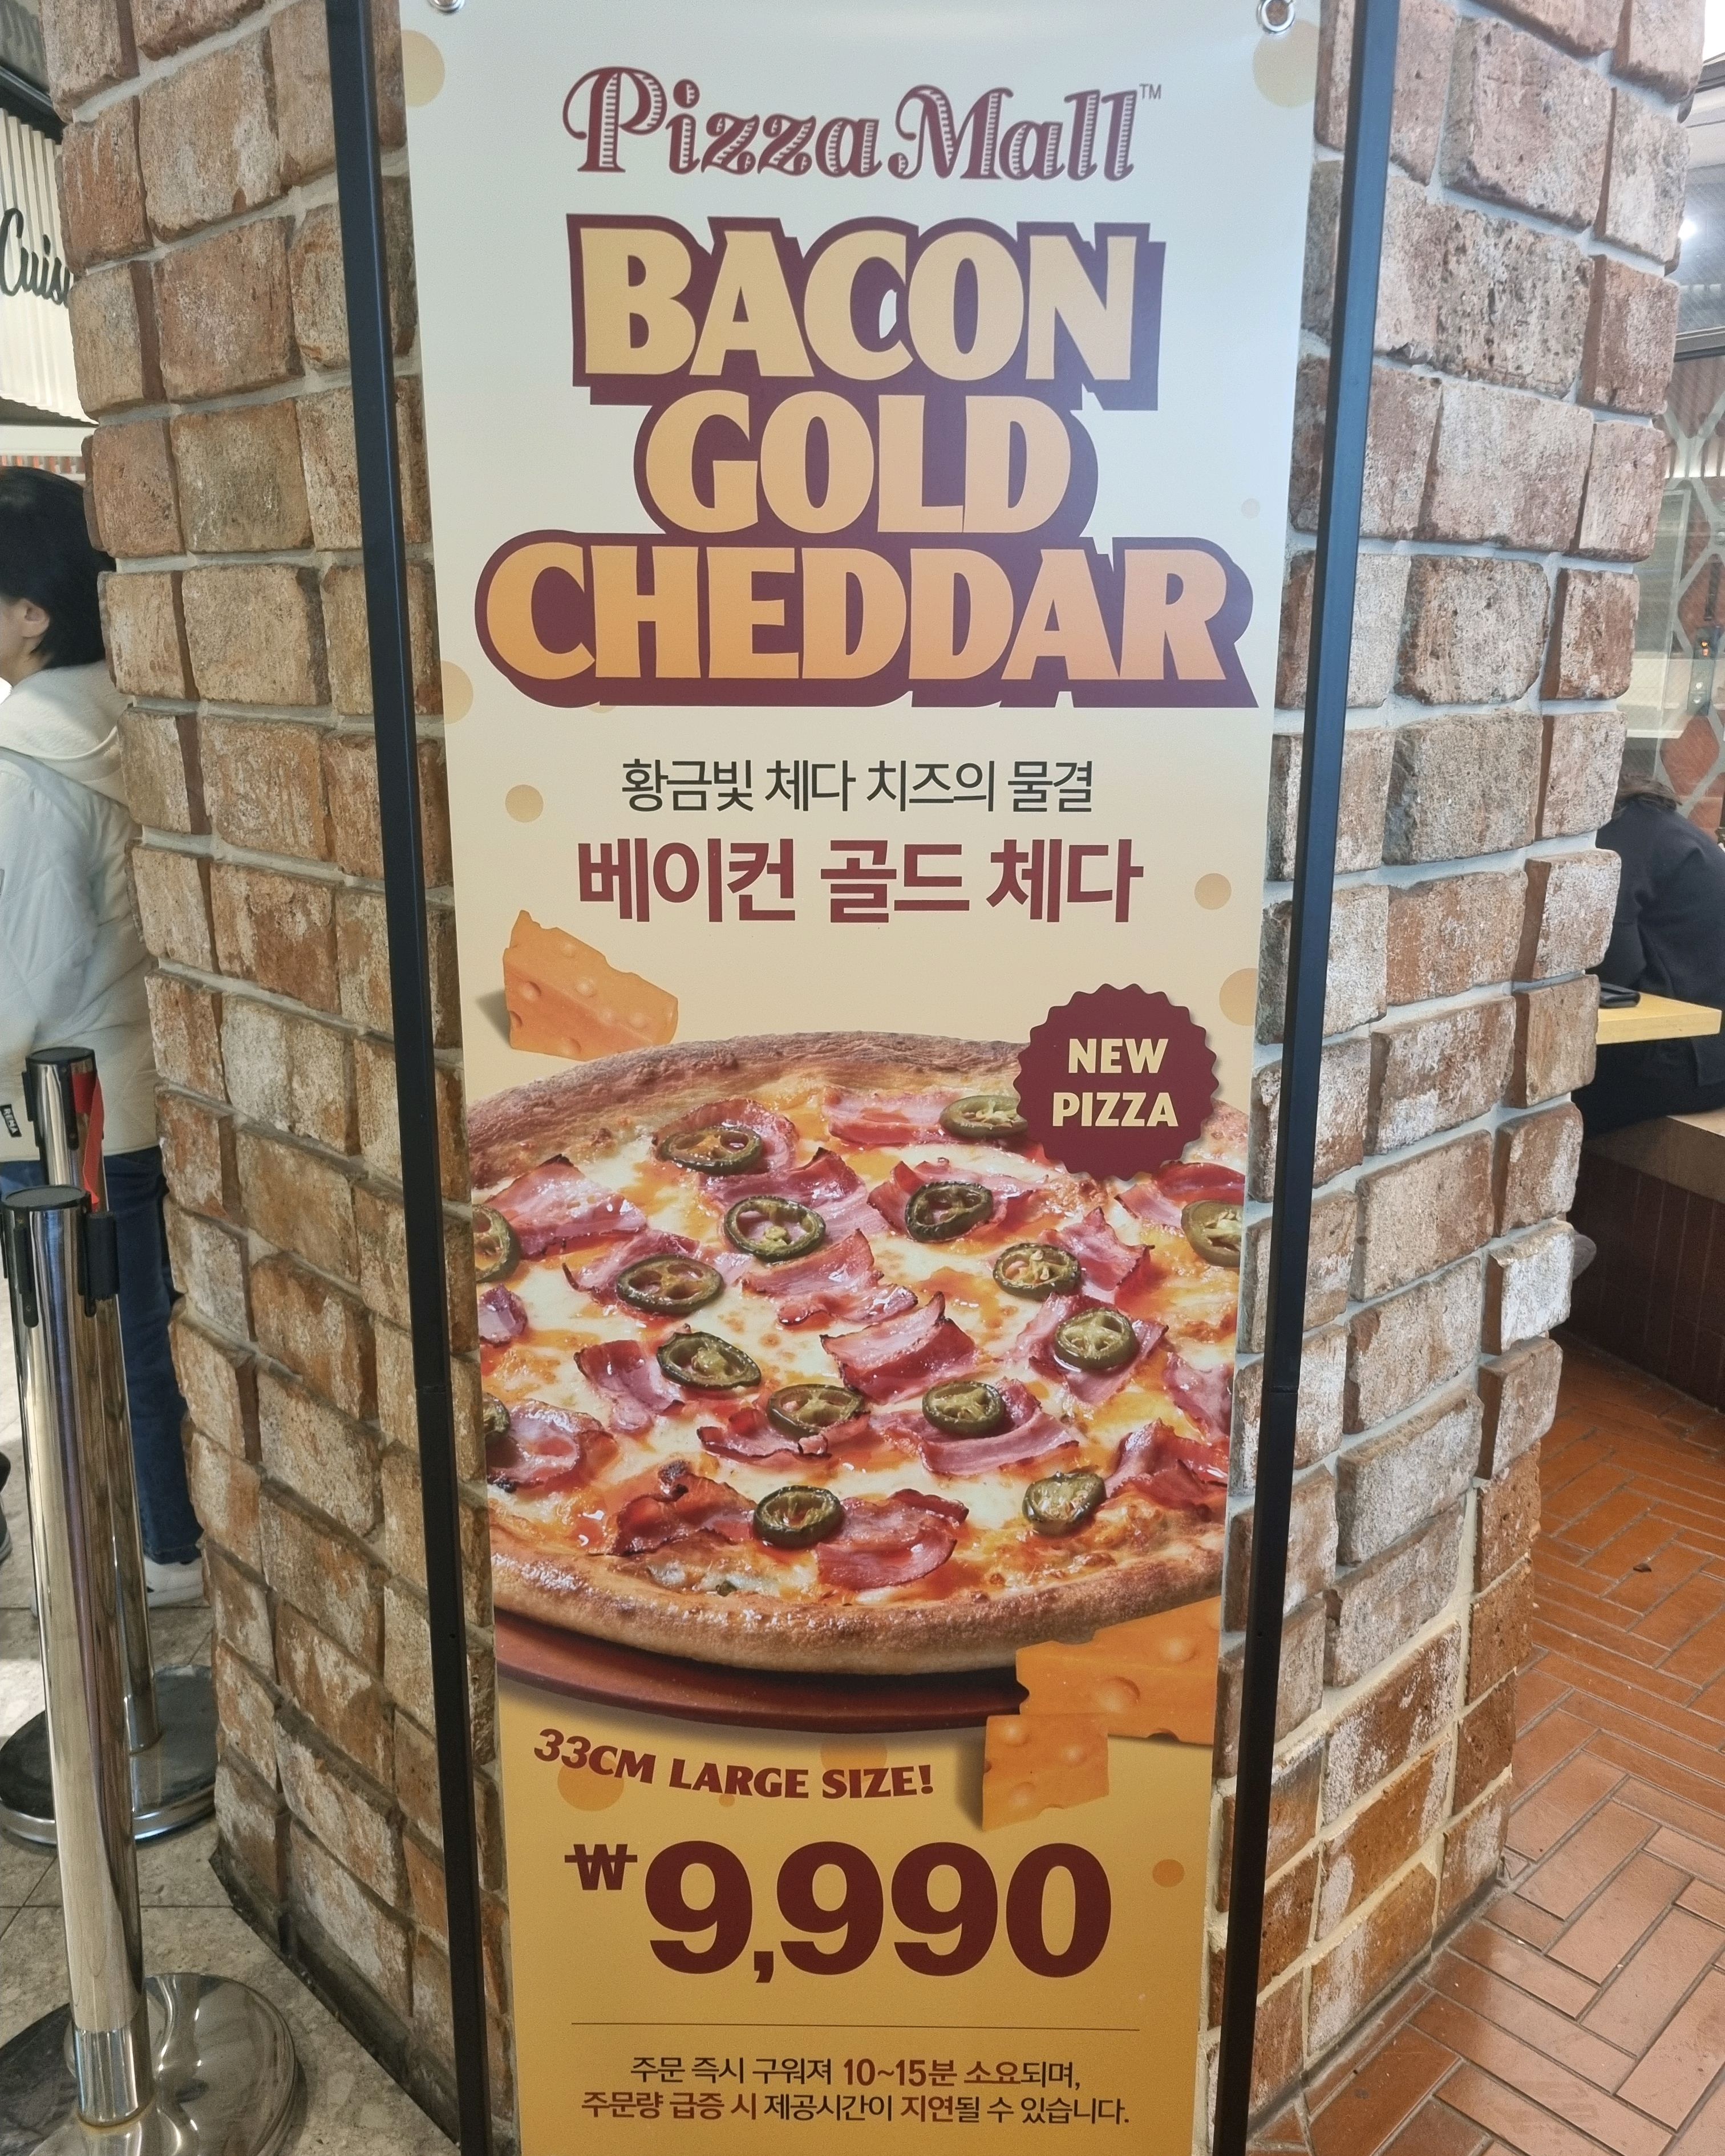 Pizza Mall™
BACON
GOLD
CHEDDAR
황금빛 체다 치즈의 물결
베이컨 골드 체다
NEW
PIZZA
33CM LARGE SIZE!
₩9,990
주문 즉시 구워져 10~15분 소요되며,
주문량 급증 시 제공시간이 지연될 수 있습니다.